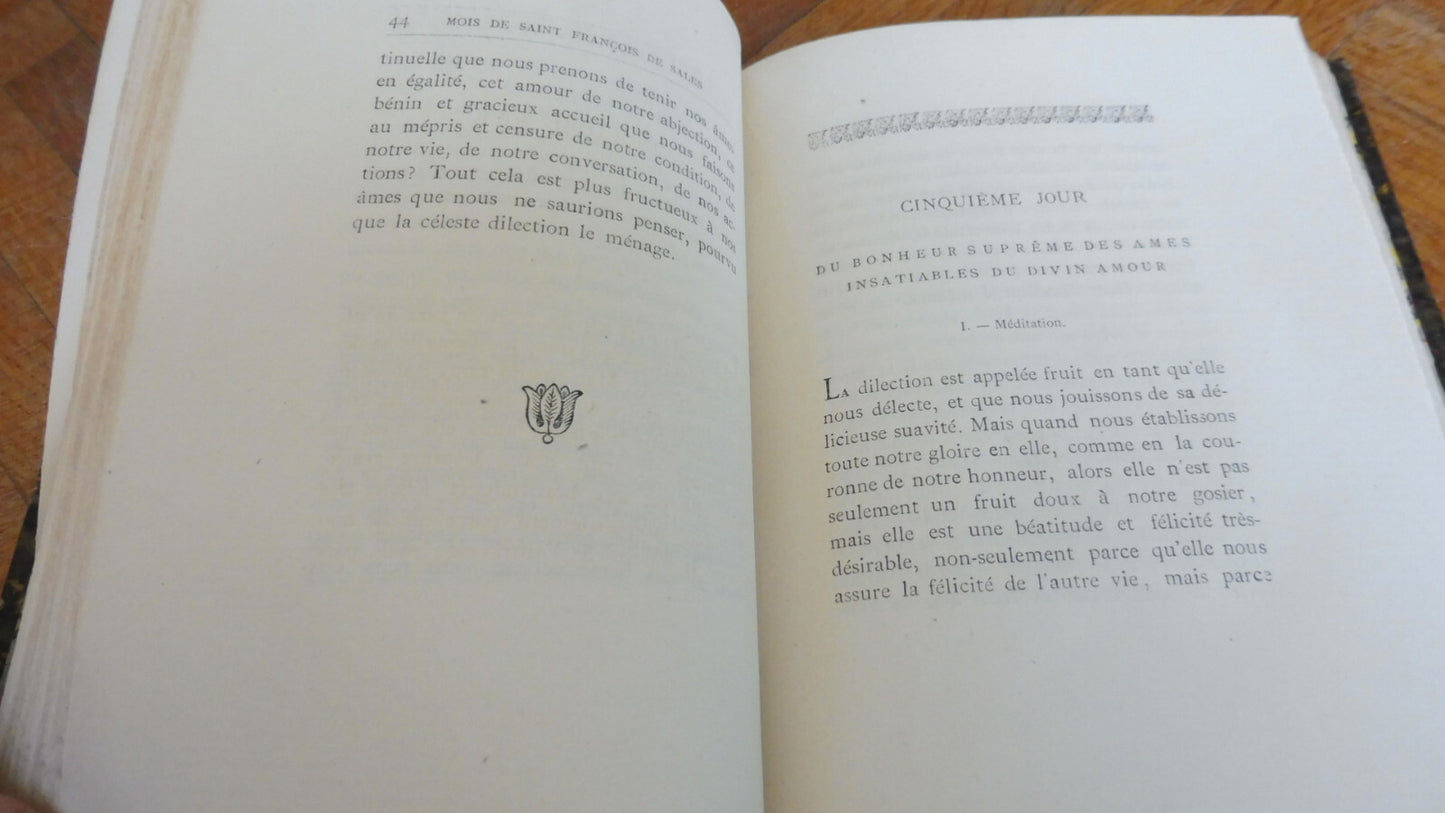 44 MOIS DE SAINT FRANÇOIS DE SALES
tinuelle que nous prenons de tenir nos âmes
en égalité, cet amour de notre abjection, ce
bénin et gracieux accueil que nous faisons
au mépris et censure de notre condition, de
notre vie, de notre conversation, de nos ac-
tions? Tout cela est plus fructueux à nos
âmes que nous ne saurions penser, pourvu
que la céleste dilection le ménage.
CINQUIÈME JOUR
DU BONHEUR SUPRÊME DES AMES
INSATIABLES DU DIVIN AMOUR
I. — Méditation.
LA dilection est appelée fruit en tant qu'elle
nous délecte, et que nous jouissons de sa dé-
licieuse suavité. Mais quand nous établissons
toute notre gloire en elle, comme en la cou-
ronne de notre honneur, alors elle n'est pas
seulement un fruit doux à notre gosier,
mais elle est une béatitude et félicité très-
désirable, non-seulement parce qu'elle nous
assure la félicité de l'autre vie, mais parce